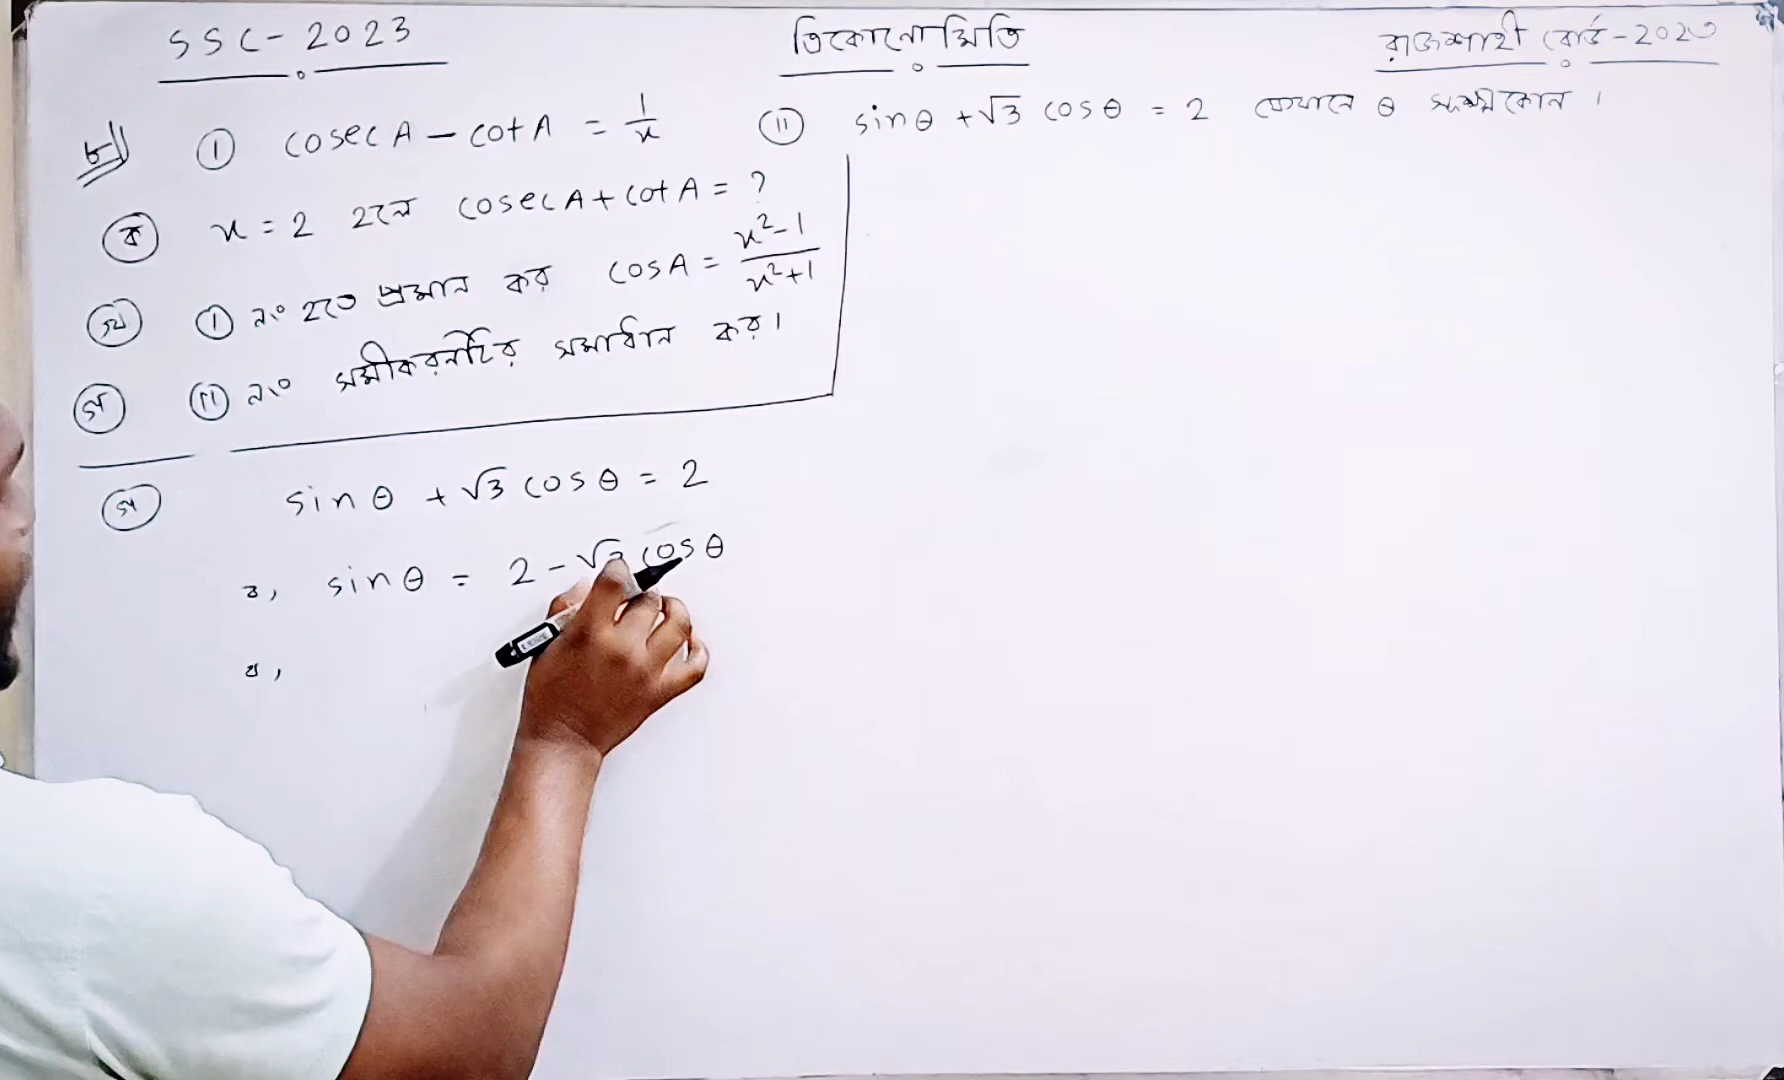 SSC-2023
ত্রিকোনোমিতি
রাজশাহী বোর্ড-2023
৮।। (i) cosecA - cotA = 1/x (ii) sinθ + √3 cosθ = 2 যেখানে θ সূক্ষ্মকোন ।
(ক) x = 2 হলে cosecA + cotA = ?
(খ) (i) নং হতে প্রমান কর cosA = x²-1/x²+1
(গ) (ii) নং সমীকরনটির সমাধান কর।
(গ) sinθ + √3 cosθ = 2
বা, sinθ = 2 - √3 cosθ
বা,